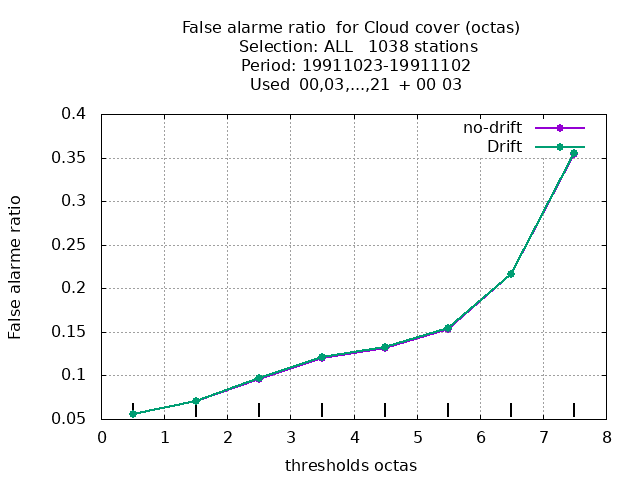 False alarme ratio  for Cloud cover (octas)
Selection: ALL   1038 stations
Period: 19911023-19911102
Used  00,03,...,21  + 00 03
no-drift
Drift
0.4
0.35
0.3
0.25
0.2
0.15
0.1
0.05
False alarme ratio
0 1 2 3 4 5 6 7 8
thresholds octas